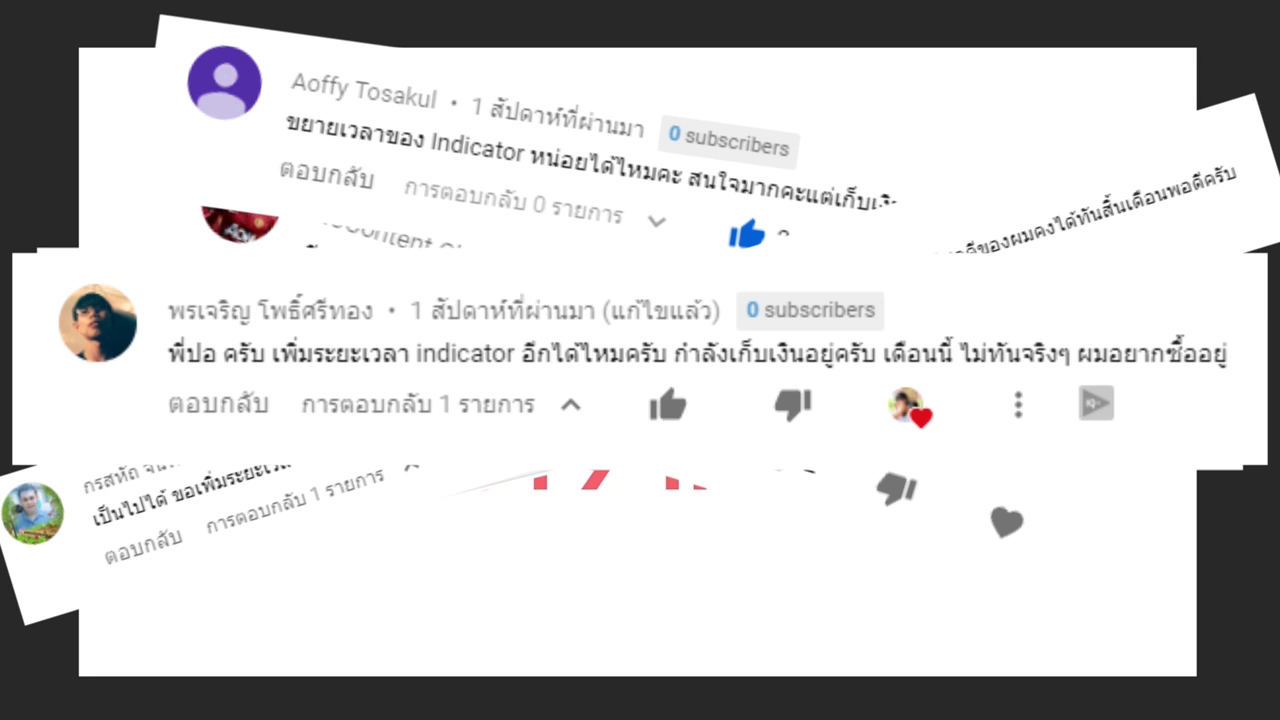 Aoffy Tosakul • 1 สัปดาห์ที่ผ่านมา 0 subscribers
ขยายเวลาของ Indicator หน่อยได้ไหมคะ สนใจมากคะแต่เก็บเงิน
ตอบกลับ การตอบกลับ 0 รายการ
ของผมคงได้ทันสิ้นเดือนพอดีครับ
พรเจริญ โพธิ์ศรีทอง • 1 สัปดาห์ที่ผ่านมา (แก้ไขแล้ว) 0 subscribers
พี่ปอ ครับ เพิ่มระยะเวลา indicator อีกได้ไหมครับ กำลังเก็บเงินอยู่ครับ เดือนนี้ ไม่ทันจริงๆ ผมอยากซื้ออยู่
ตอบกลับ การตอบกลับ 1 รายการ
กรสหัถ
เป็นไปได้ ขอเพิ่มระยะเวลา
ตอบกลับ การตอบกลับ 1 รายการ